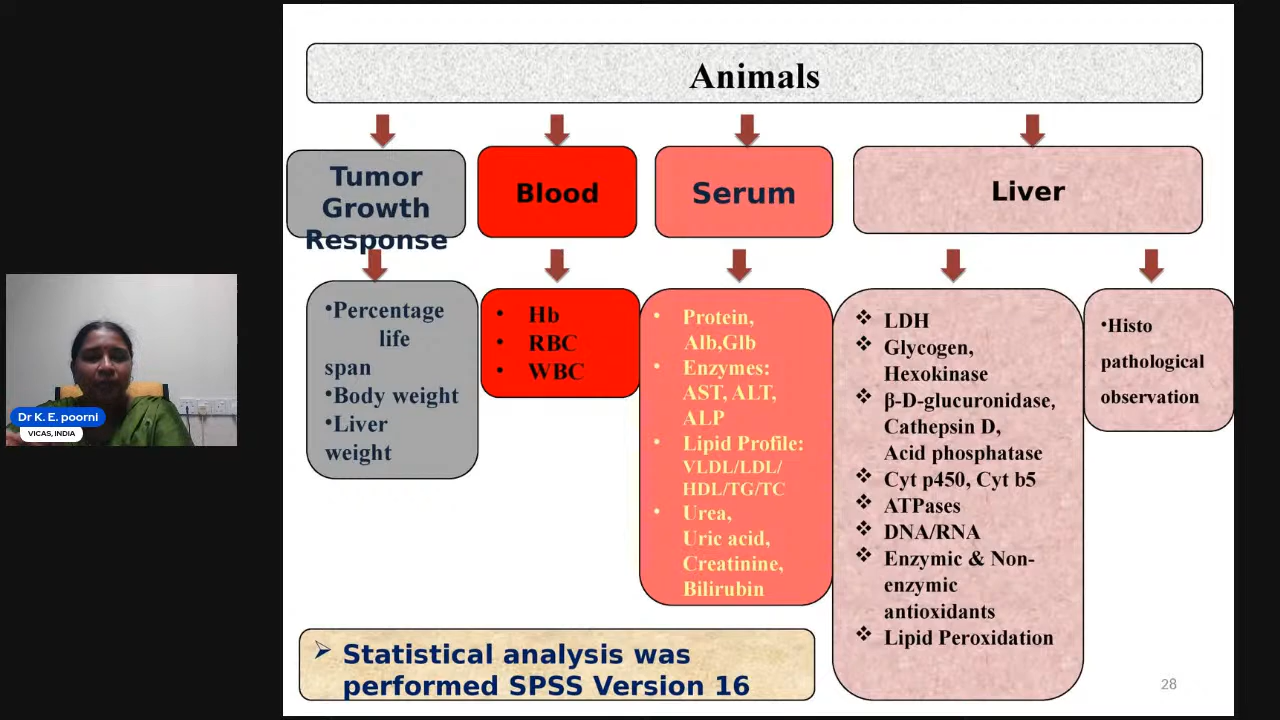 Animals
Tumor
Growth
Response
Blood
Serum
Liver
•Percentage
life
span
•Body weight
•Liver
weight
• Hb
• RBC
• WBC
• Protein,
Alb,Glb
• Enzymes:
AST, ALT,
ALP
• Lipid Profile:
VLDL/LDL/
HDL/TG/TC
• Urea,
Uric acid,
Creatinine,
Bilirubin
❖ LDH
❖ Glycogen,
Hexokinase
❖ β-D-glucuronidase,
Cathepsin D,
Acid phosphatase
❖ Cyt p450, Cyt b5
❖ ATPases
❖ DNA/RNA
❖ Enzymic & Non-
enzymic
antioxidants
❖ Lipid Peroxidation
•Histo
pathological
observation
➢ Statistical analysis was
performed SPSS Version 16
28
Dr K. E. poorni
VICAS, INDIA